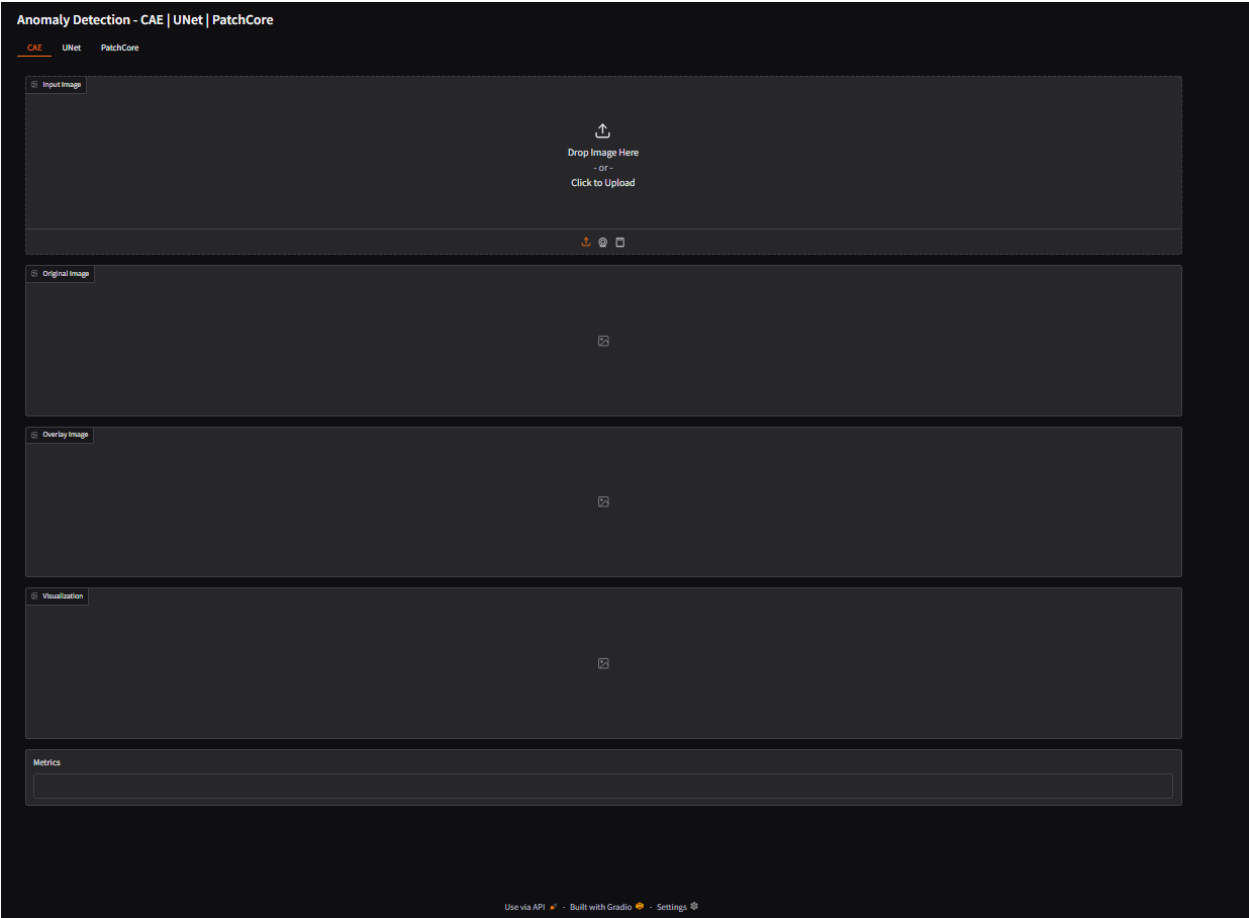 Anomaly Detection - CAE | UNet | PatchCore
CAE UNet PatchCore
Input Image
Drop Image Here
- or -
Click to Upload
Original Image
Overlay Image
Visualization
Metrics
Use via API · Built with Gradio · Settings